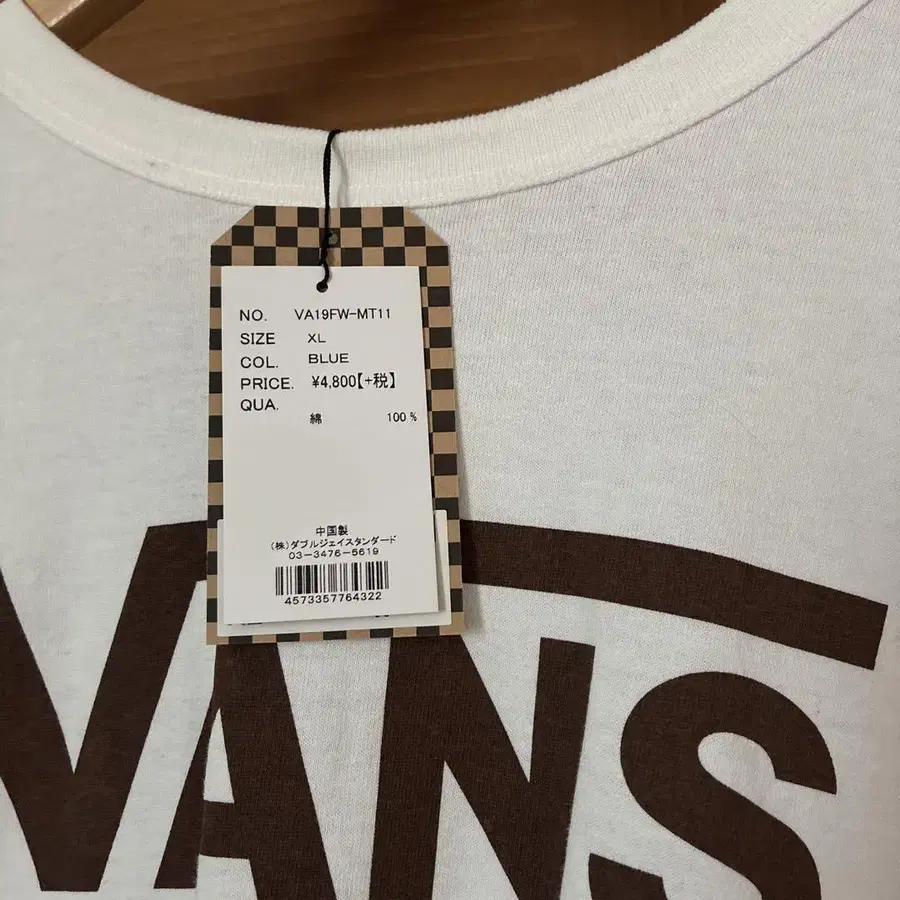 NO. VA19FW-MT11
SIZE XL
COL. BLUE
PRICE. ¥4,800【+税】
QUA.
綿 100%
中国製
(株)ダブルジェイスタンダード
03-3476-5619
4573357764322
VANS